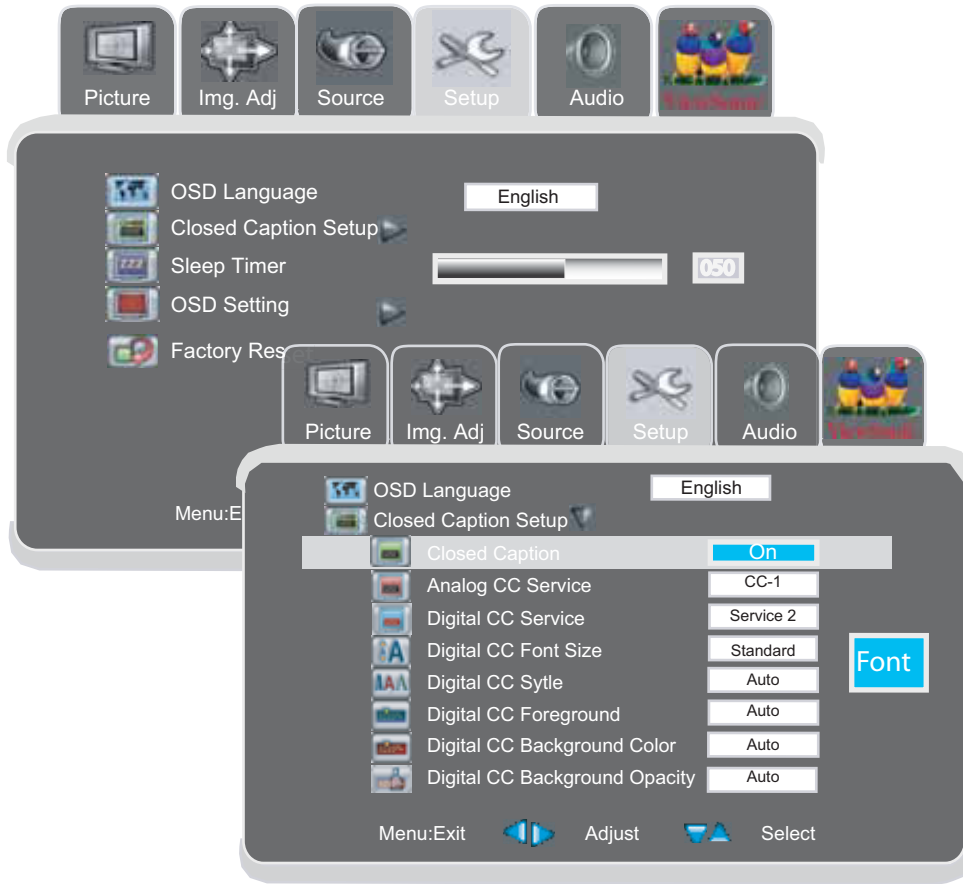 Picture Img. Adj Source Setup Audio ViewSonic
OSD Language English
Closed Caption Setup
Sleep Timer 050
OSD Setting
Factory Reset
Picture Img. Adj Source Setup Audio ViewSonic
Menu:E
OSD Language English
Closed Caption Setup
Closed Caption On
Analog CC Service CC-1
Digital CC Service Service 2
Digital CC Font Size Standard
Font
Digital CC Sytle Auto
Digital CC Foreground Auto
Digital CC Background Color Auto
Digital CC Background Opacity Auto
Menu:Exit Adjust Select